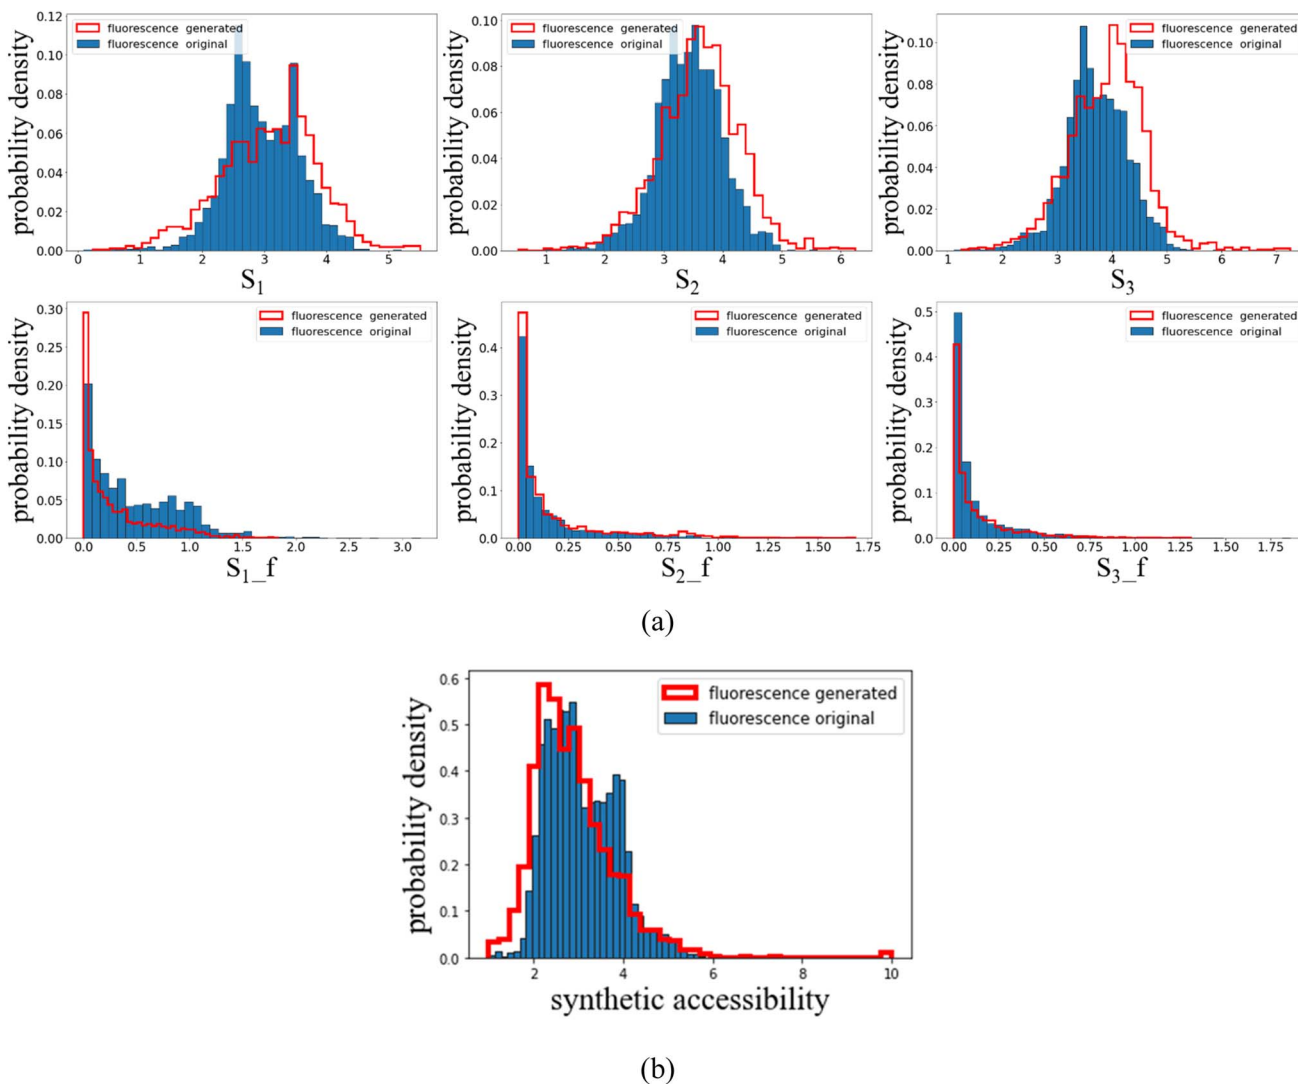 fluorescence generated
fluorescence original
probability density
0.12
0.10
0.08
0.06
0.04
0.02
0.00
0 1 2 3 4 5
S1
fluorescence generated
fluorescence original
probability density
0.10
0.08
0.06
0.04
0.02
0.00
1 2 3 4 5 6
S2
fluorescence generated
fluorescence original
probability density
0.10
0.08
0.06
0.04
0.02
0.00
1 2 3 4 5 6 7
S3
fluorescence generated
fluorescence original
probability density
0.30
0.25
0.20
0.15
0.10
0.05
0.00
0.0 0.5 1.0 1.5 2.0 2.5 3.0
S1_f
fluorescence generated
fluorescence original
probability density
0.4
0.3
0.2
0.1
0.0
0.00 0.25 0.50 0.75 1.00 1.25 1.50 1.75
S2_f
fluorescence generated
fluorescence original
probability density
0.5
0.4
0.3
0.2
0.1
0.0
0.00 0.25 0.50 0.75 1.00 1.25 1.50 1.75
S3_f
(a)
fluorescence generated
fluorescence original
probability density
0.6
0.5
0.4
0.3
0.2
0.1
0.0
2 4 6 8 10
synthetic accessibility
(b)